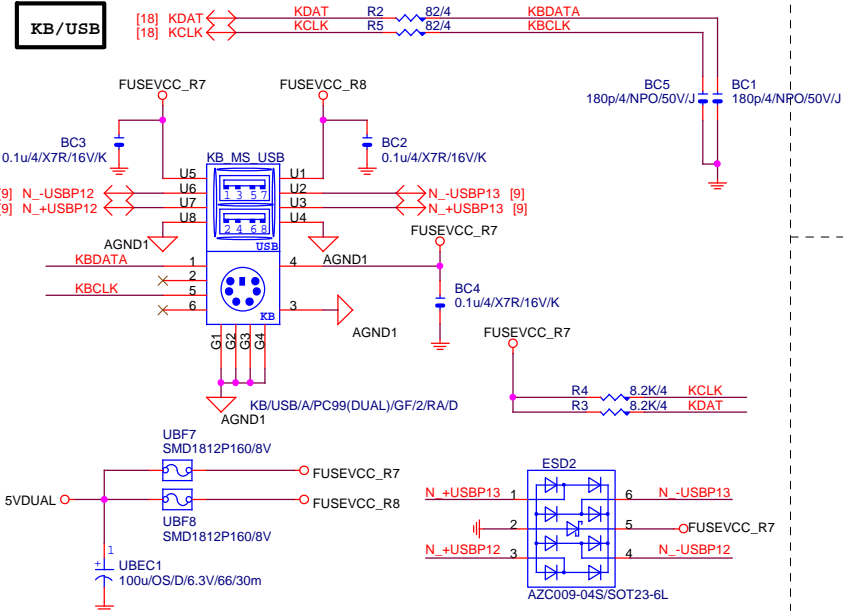 KB/USB
[18] KDAT KDAT R2 82/4 KBDATA
[18] KCLK KCLK R5 82/4 KBCLK
BC5
180p/4/NPO/50V/J
BC1
180p/4/NPO/50V/J
FUSEVCC_R7
FUSEVCC_R8
BC3
0.1u/4/X7R/16V/K
BC2
0.1u/4/X7R/16V/K
KB_MS_USB
U5 U1
[9] N_-USBP12 U6 U2 N_-USBP13 [9]
[9] N_+USBP12 U7 U3 N_+USBP13 [9]
U8 U4
1 3 5 7
2 4 6 8
USB
AGND1
AGND1
FUSEVCC_R7
KBDATA 1 4
2
KBCLK 5
6 3
KB
AGND1
BC4
0.1u/4/X7R/16V/K
G1 G2 G3 G4
AGND1
KB/USB/A/PC99(DUAL)/GF/2/RA/D
FUSEVCC_R7
R4 8.2K/4 KCLK
R3 8.2K/4 KDAT
UBF7
SMD1812P160/8V
FUSEVCC_R7
5VDUAL
FUSEVCC_R8
UBF8
SMD1812P160/8V
1
+
UBEC1
100u/OS/D/6.3V/66/30m
ESD2
N_+USBP13 1 6 N_-USBP13
2 5 FUSEVCC_R7
N_+USBP12 3 4 N_-USBP12
AZC009-04S/SOT23-6L